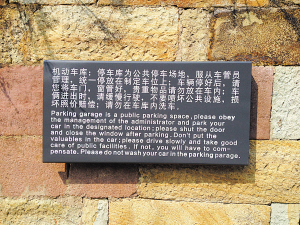 机动车库：停车库为公共停车场地，服从车管员
管理，统一停放在制定车位上；车辆停好后，
您将车门，窗管好，贵重物品请勿存在车内；车
辆进出时，请缓慢行驶，不要损坏公共设施，损
坏照价赔偿；请勿在车库内洗车。
Parking garage is a public parking space, please obey
the management of the administrator and park your
car in the designated location; please shut the door
and close the window after parking. Don't put the
valuables in the car; please drive slowly and take good
care of public facilities. If not, you will have to com-
pensate. Please do not wash your car in the parking parage.